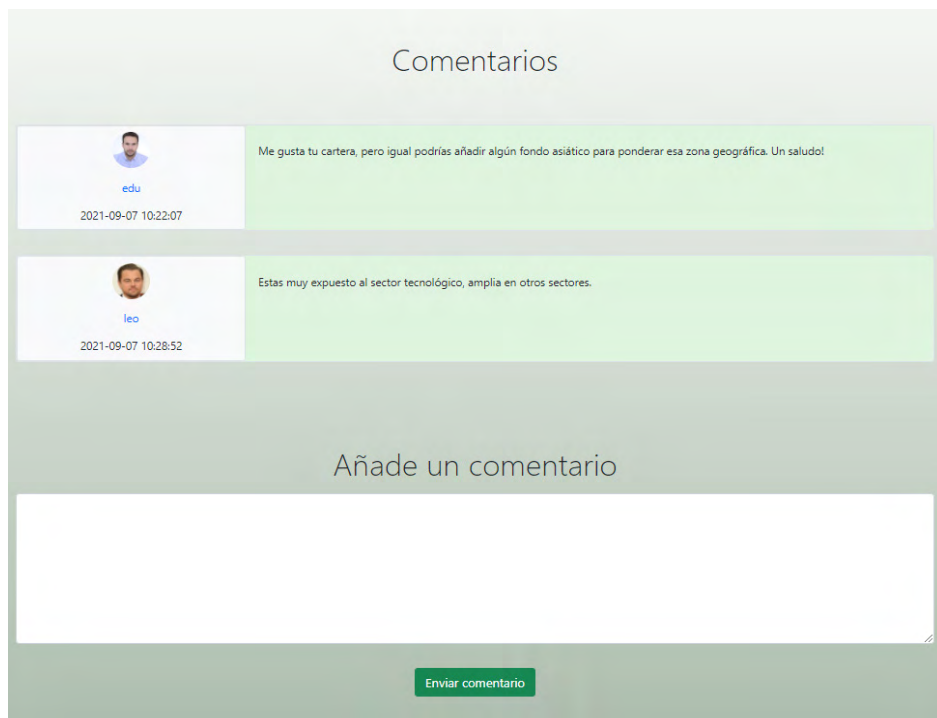 Comentarios
Me gusta tu cartera, pero igual podrías añadir algún fondo asiático para ponderar esa zona geográfica. Un saludo!
edu
2021-09-07 10:22:07
Estas muy expuesto al sector tecnológico, amplia en otros sectores.
leo
2021-09-07 10:28:52
Añade un comentario
Enviar comentario